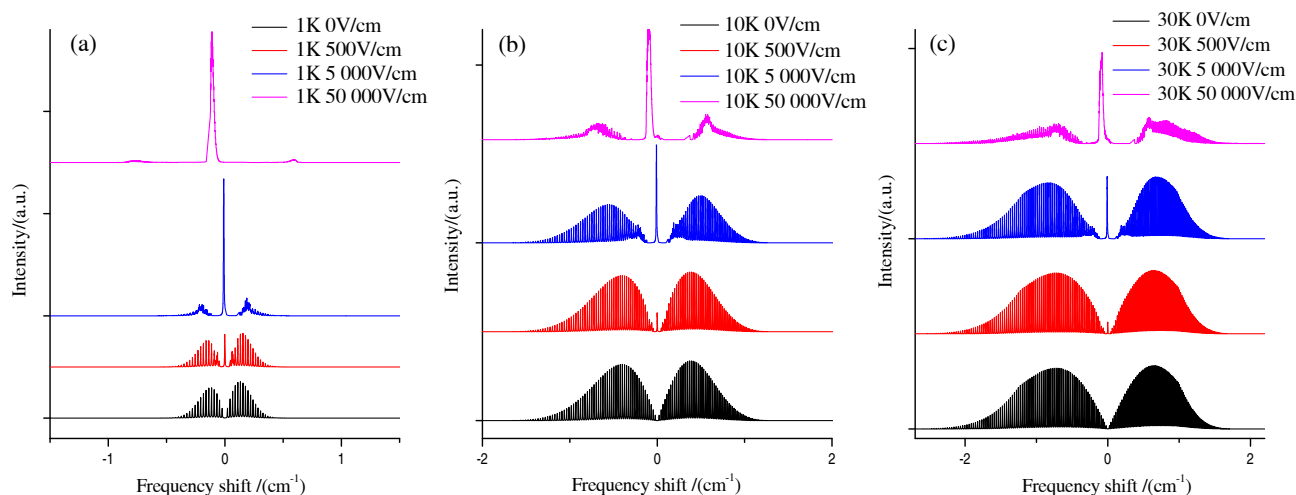 (a)
1K 0V/cm
1K 500V/cm
1K 5 000V/cm
1K 50 000V/cm
Intensity/(a.u.)
-1
0
1
Frequency shift /(cm-1)
(b)
10K 0V/cm
10K 500V/cm
10K 5 000V/cm
10K 50 000V/cm
Intensity/(a.u.)
-2
0
2
Frequency shift /(cm-1)
(c)
30K 0V/cm
30K 500V/cm
30K 5 000V/cm
30K 50 000V/cm
Intensity/(a.u.)
-2
0
2
Frequency shift /(cm-1)